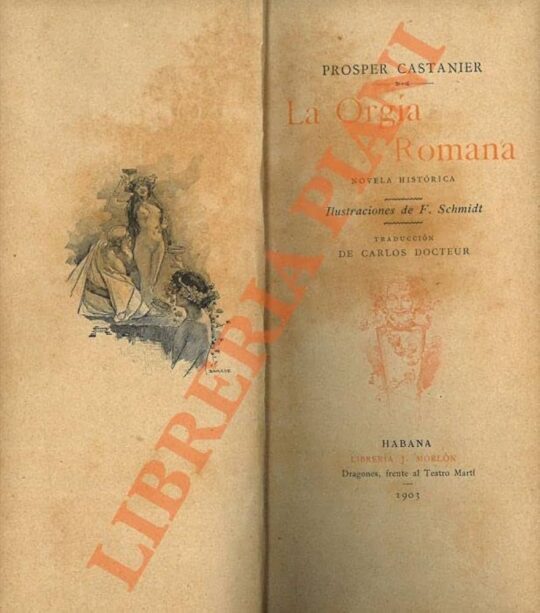 PROSPER CASTANIER
La Orgía
Romana
NOVELA HISTÓRICA
Ilustraciones de F. Schmidt
TRADUCCIÓN
DE CARLOS DOCTEUR
HABANA
LIBRERÍA J. MORLÓN
Dragones, frente al Teatro Martí
1903
LIBRERIA PIANI